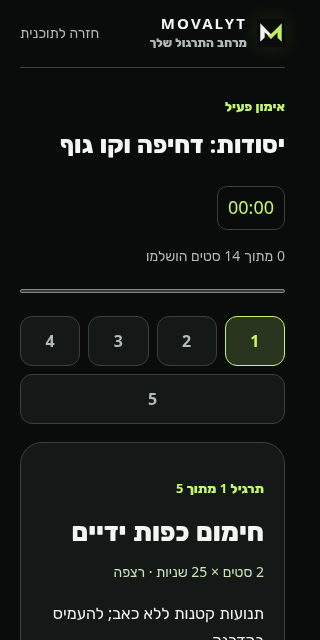 MOVALYT
מרחב התרגול שלך
חזרה לתוכנית
אימון פעיל
יסודות: דחיפה וקו גוף
00:00
0 מתוך 14 סטים הושלמו
1
2
3
4
5
תרגיל 1 מתוך 5
חימום כפות ידיים
2 סטים × 25 שניות · רצפה
תנועות קטנות ללא כאב; להעמיס